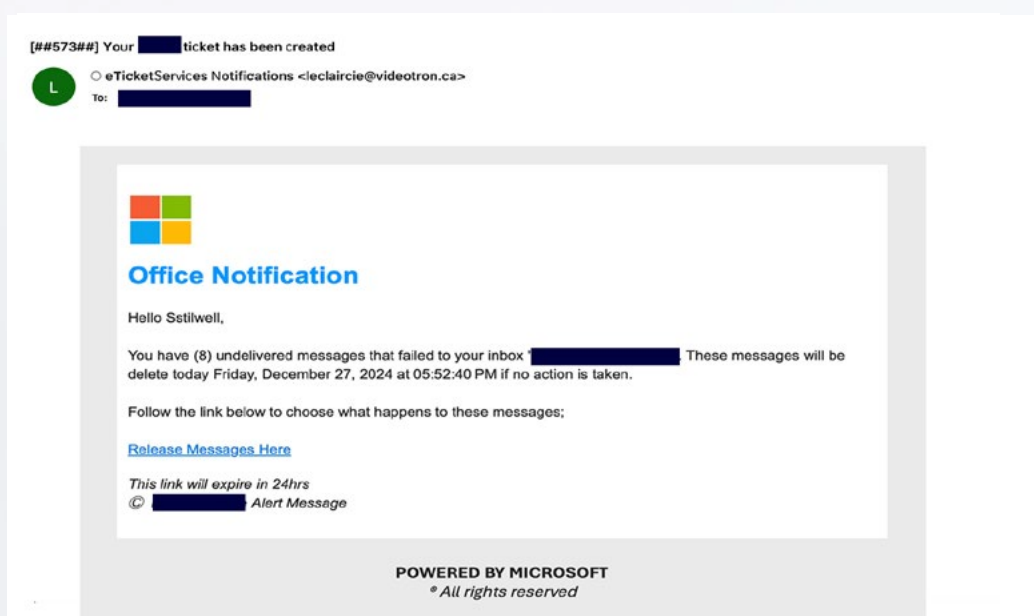 [##573##] Your ticket has been created
L
eTicketServices Notifications <leclaircie@videotron.ca>
To:
Office Notification
Hello Sstilwell,
You have (8) undelivered messages that failed to your inbox ' . These messages will be
delete today Friday, December 27, 2024 at 05:52:40 PM if no action is taken.
Follow the link below to choose what happens to these messages;
Release Messages Here
This link will expire in 24hrs
© Alert Message
POWERED BY MICROSOFT
® All rights reserved